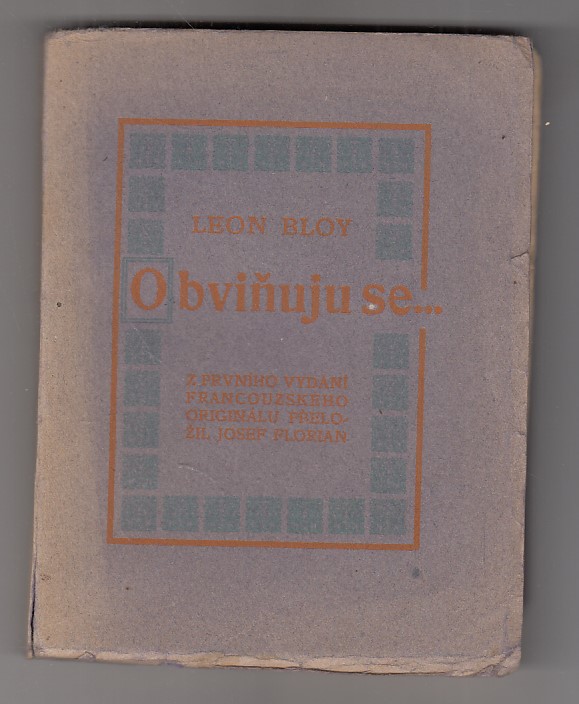 LEON BLOY
Obviňuju se...
Z PRVNÍHO VYDÁNÍ
FRANCOUZSKÉHO
ORIGINÁLU PŘELO-
ŽIL JOSEF FLORIAN